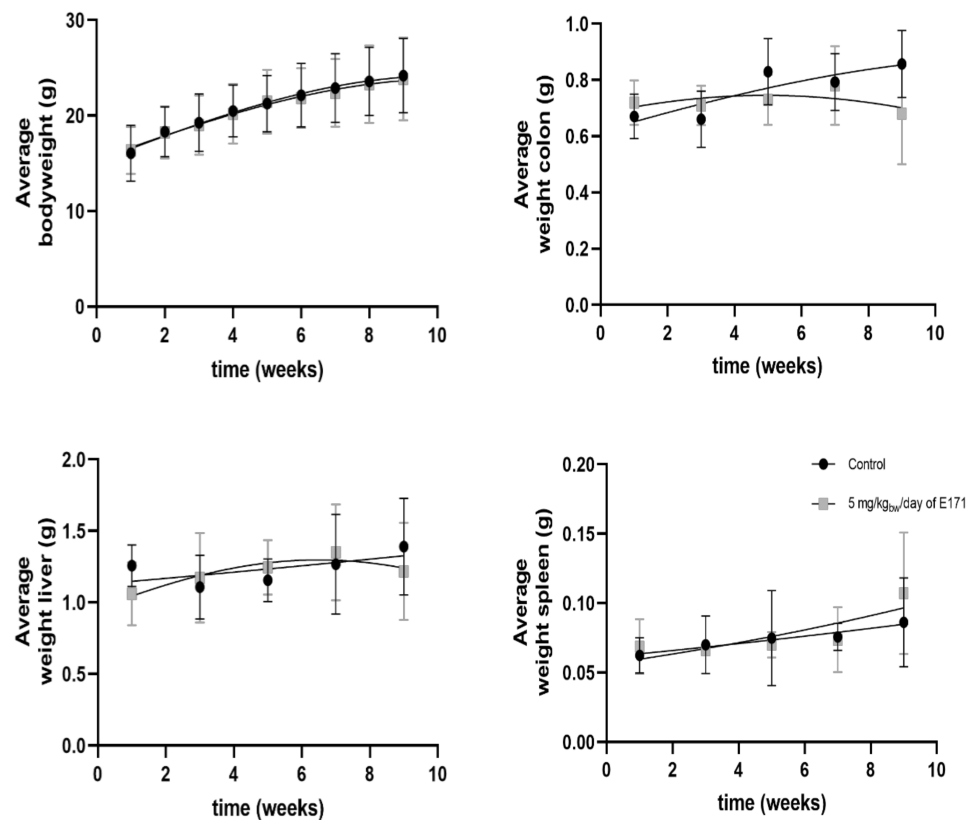 30
20
10
0
0 2 4 6 8 10
Average
bodyweight (g)
time (weeks)
1.0
0.8
0.6
0.4
0.2
0.0
0 2 4 6 8 10
Average
weight colon (g)
time (weeks)
2.0
1.5
1.0
0.5
0.0
0 2 4 6 8 10
Average
weight liver (g)
time (weeks)
0.20
0.15
0.10
0.05
0.00
0 2 4 6 8 10
Average
weight spleen (g)
time (weeks)
Control
5 mg/kgbw/day of E171